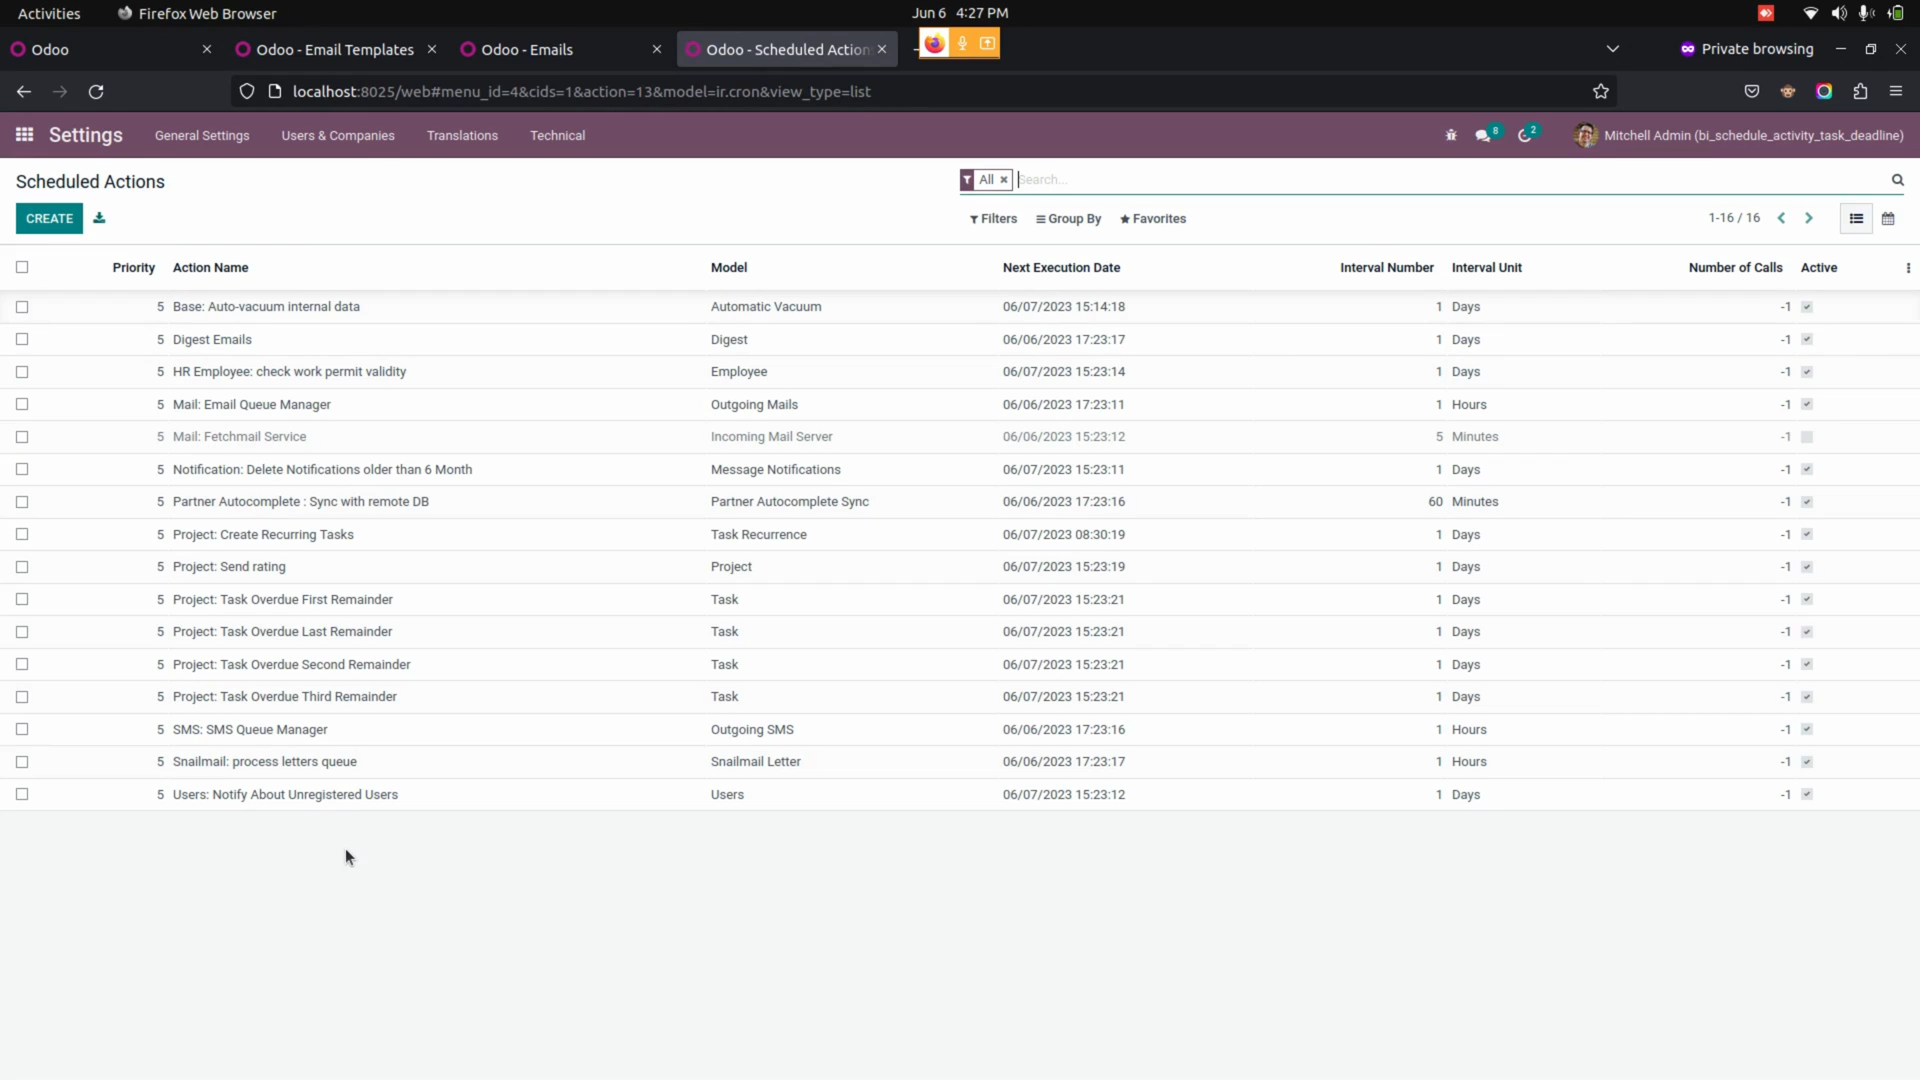 Activities Firefox Web Browser Jun 6 4:27 PM
Odoo Odoo - Email Templates Odoo - Emails Odoo - Scheduled Action Private browsing
localhost:8025/web#menu_id=4&cids=1&action=13&model=ir.cron&view_type=list
Settings General Settings Users & Companies Translations Technical 8 2 Mitchell Admin (bi_schedule_activity_task_deadline)
Scheduled Actions All Search...
CREATE Filters Group By Favorites 1-16 / 16
Priority Action Name Model Next Execution Date Interval Number Interval Unit Number of Calls Active
5 Base: Auto-vacuum internal data Automatic Vacuum 06/07/2023 15:14:18 1 Days -1
5 Digest Emails Digest 06/06/2023 17:23:17 1 Days -1
5 HR Employee: check work permit validity Employee 06/07/2023 15:23:14 1 Days -1
5 Mail: Email Queue Manager Outgoing Mails 06/06/2023 17:23:11 1 Hours -1
5 Mail: Fetchmail Service Incoming Mail Server 06/06/2023 15:23:12 5 Minutes -1
5 Notification: Delete Notifications older than 6 Month Message Notifications 06/07/2023 15:23:11 1 Days -1
5 Partner Autocomplete : Sync with remote DB Partner Autocomplete Sync 06/06/2023 17:23:16 60 Minutes -1
5 Project: Create Recurring Tasks Task Recurrence 06/07/2023 08:30:19 1 Days -1
5 Project: Send rating Project 06/07/2023 15:23:19 1 Days -1
5 Project: Task Overdue First Remainder Task 06/07/2023 15:23:21 1 Days -1
5 Project: Task Overdue Last Remainder Task 06/07/2023 15:23:21 1 Days -1
5 Project: Task Overdue Second Remainder Task 06/07/2023 15:23:21 1 Days -1
5 Project: Task Overdue Third Remainder Task 06/07/2023 15:23:21 1 Days -1
5 SMS: SMS Queue Manager Outgoing SMS 06/06/2023 17:23:16 1 Hours -1
5 Snailmail: process letters queue Snailmail Letter 06/06/2023 17:23:17 1 Hours -1
5 Users: Notify About Unregistered Users Users 06/07/2023 15:23:12 1 Days -1